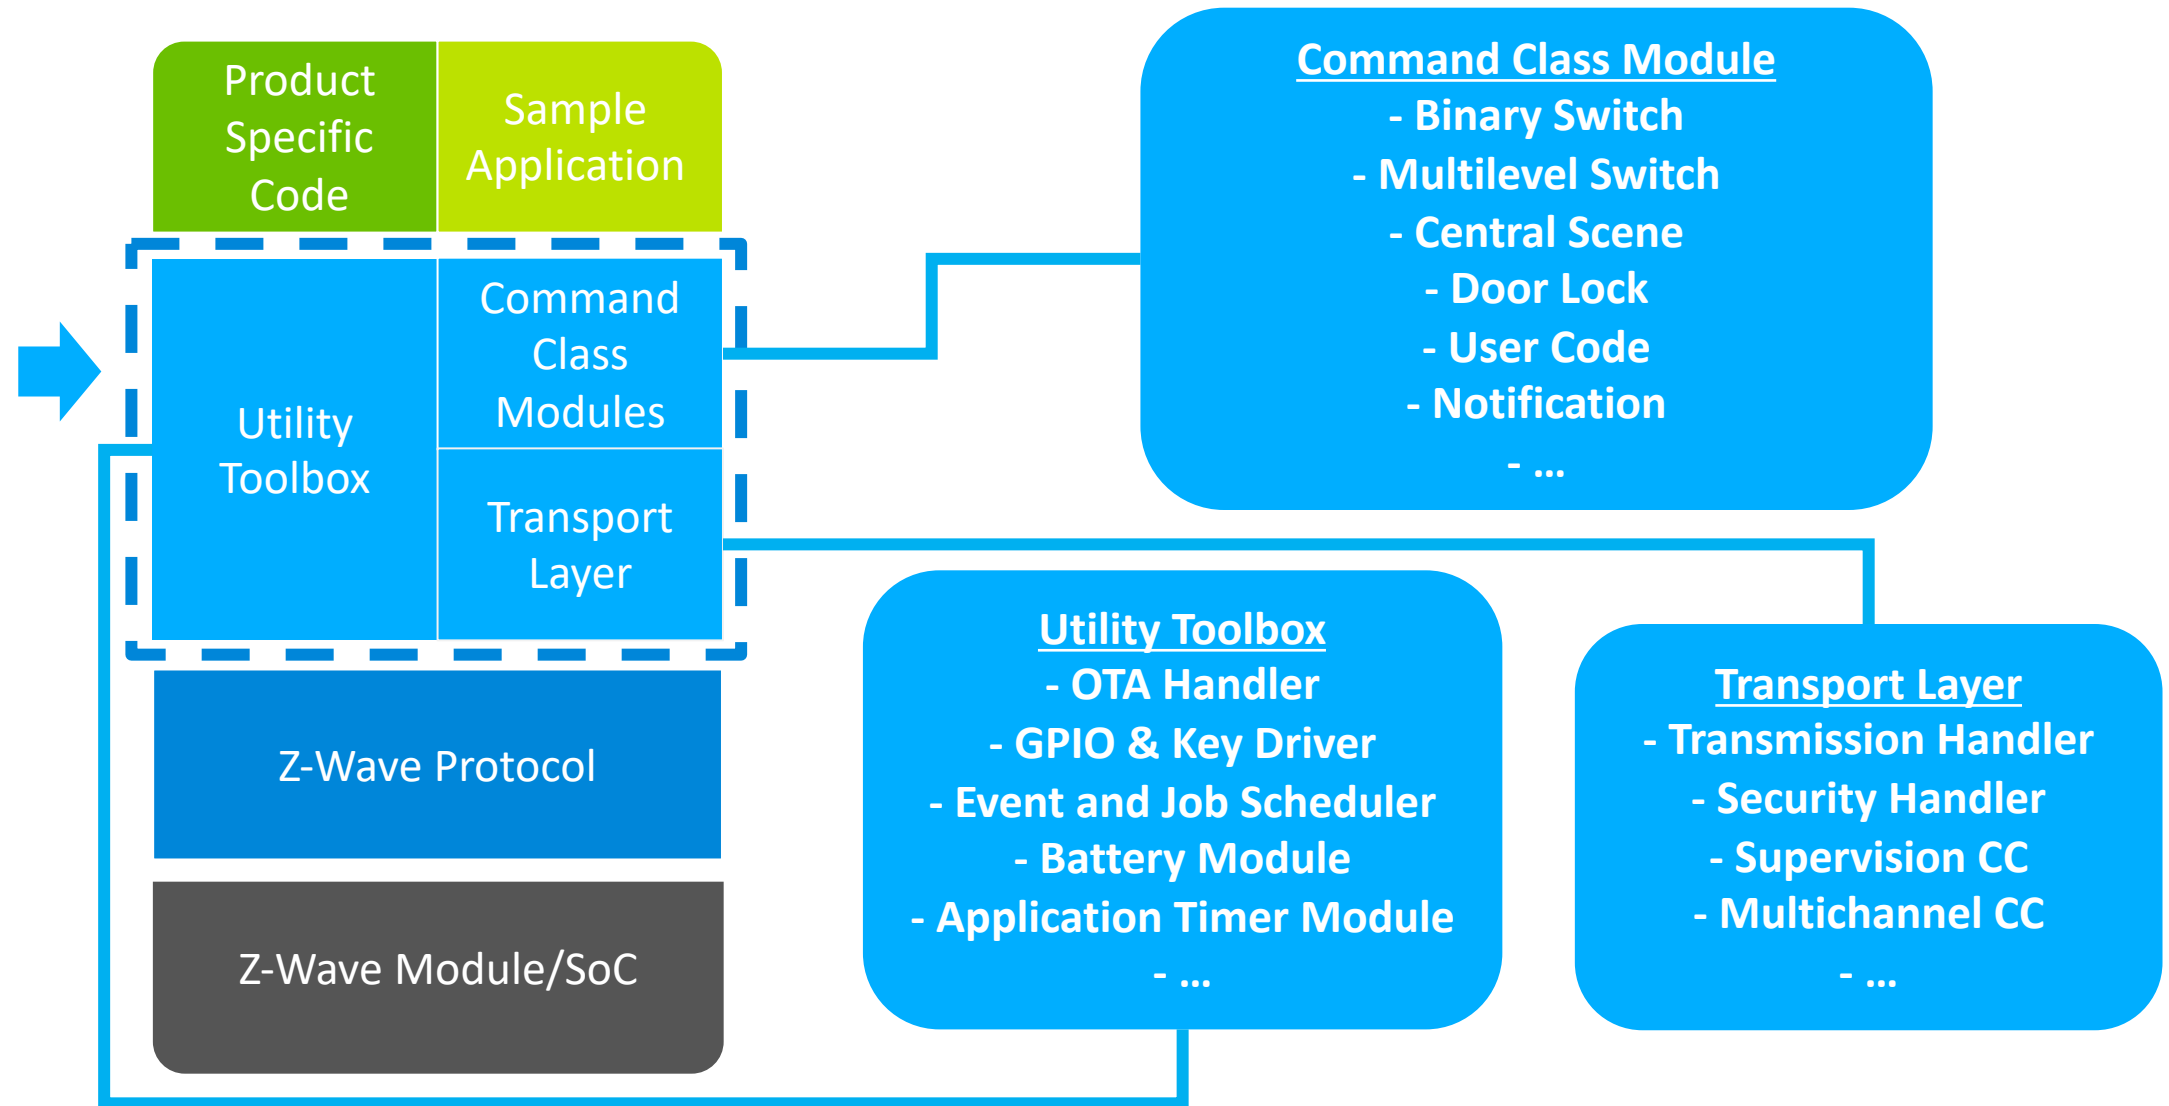 Product
Specific
Code
Sample
Application
Utility
Toolbox
Command
Class
Modules
Transport
Layer
Z-Wave Protocol
Z-Wave Module/SoC
Command Class Module
- Binary Switch
- Multilevel Switch
- Central Scene
- Door Lock
- User Code
- Notification
- ...
Utility Toolbox
- OTA Handler
- GPIO & Key Driver
- Event and Job Scheduler
- Battery Module
- Application Timer Module
- ...
Transport Layer
- Transmission Handler
- Security Handler
- Supervision CC
- Multichannel CC
- ...